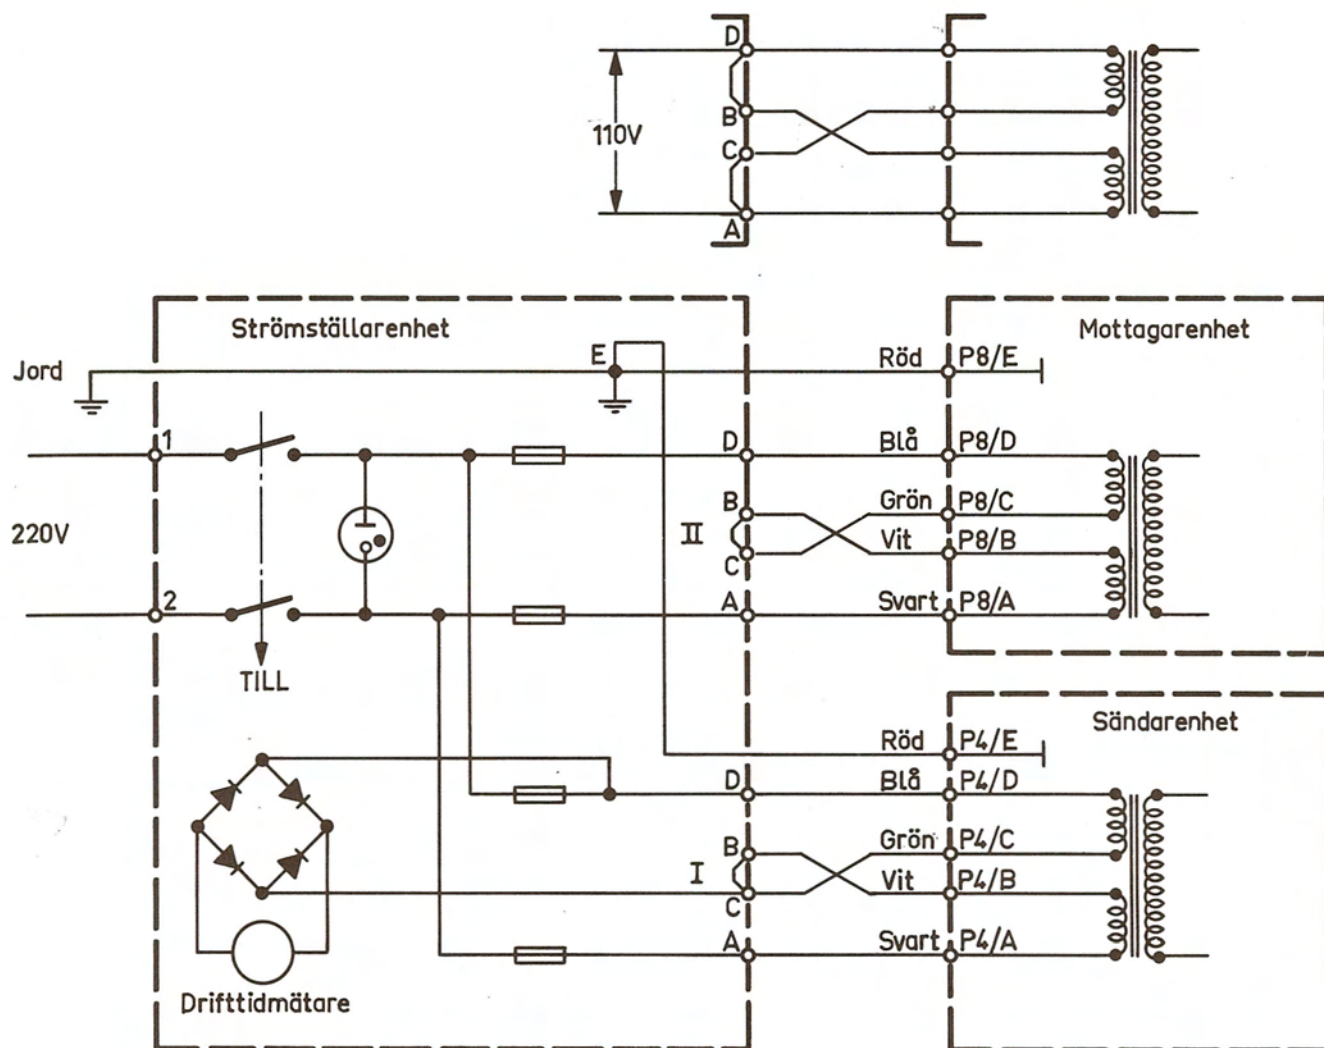 D
B
110V
C
A
Strömställarenhet
Mottagarenhet
Jord
E
Röd P8/E
1
D Blå P8/D
B Grön P8/C
220V
II
Vit P8/B
C
2
A Svart P8/A
TILL
Sändarenhet
Röd P4/E
D Blå P4/D
B Grön P4/C
I
Vit P4/B
C
A Svart P4/A
Drifttidmätare